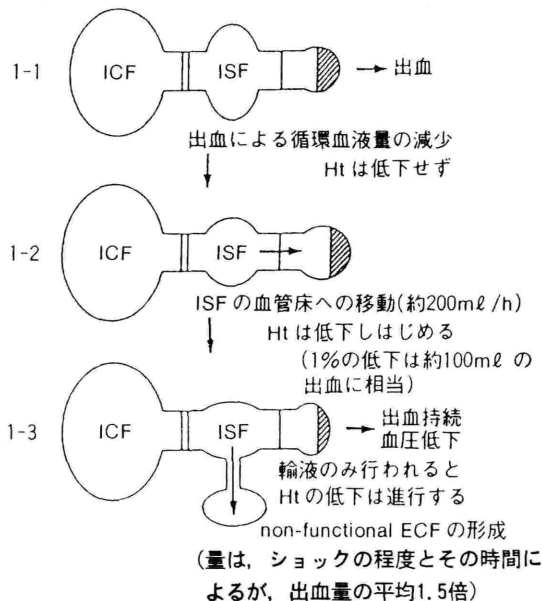 1-1 ICF ISF → 出血
出血による循環血液量の減少
Htは低下せず
1-2 ICF ISF
ISFの血管床への移動(約200mℓ/h)
Htは低下しはじめる
(1%の低下は約100mℓの
出血に相当)
1-3 ICF ISF → 出血持続
血圧低下
輸液のみ行われると
Htの低下は進行する
non-functional ECFの形成
(量は，ショックの程度とその時間に
よるが，出血量の平均1.5倍)